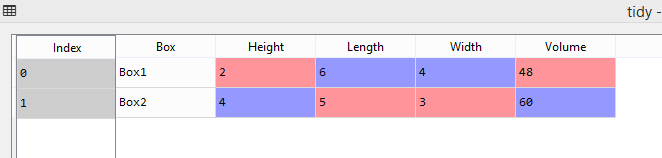 tidy -
Index Box Height Length Width Volume
0 Box1 2 6 4 48
1 Box2 4 5 3 60